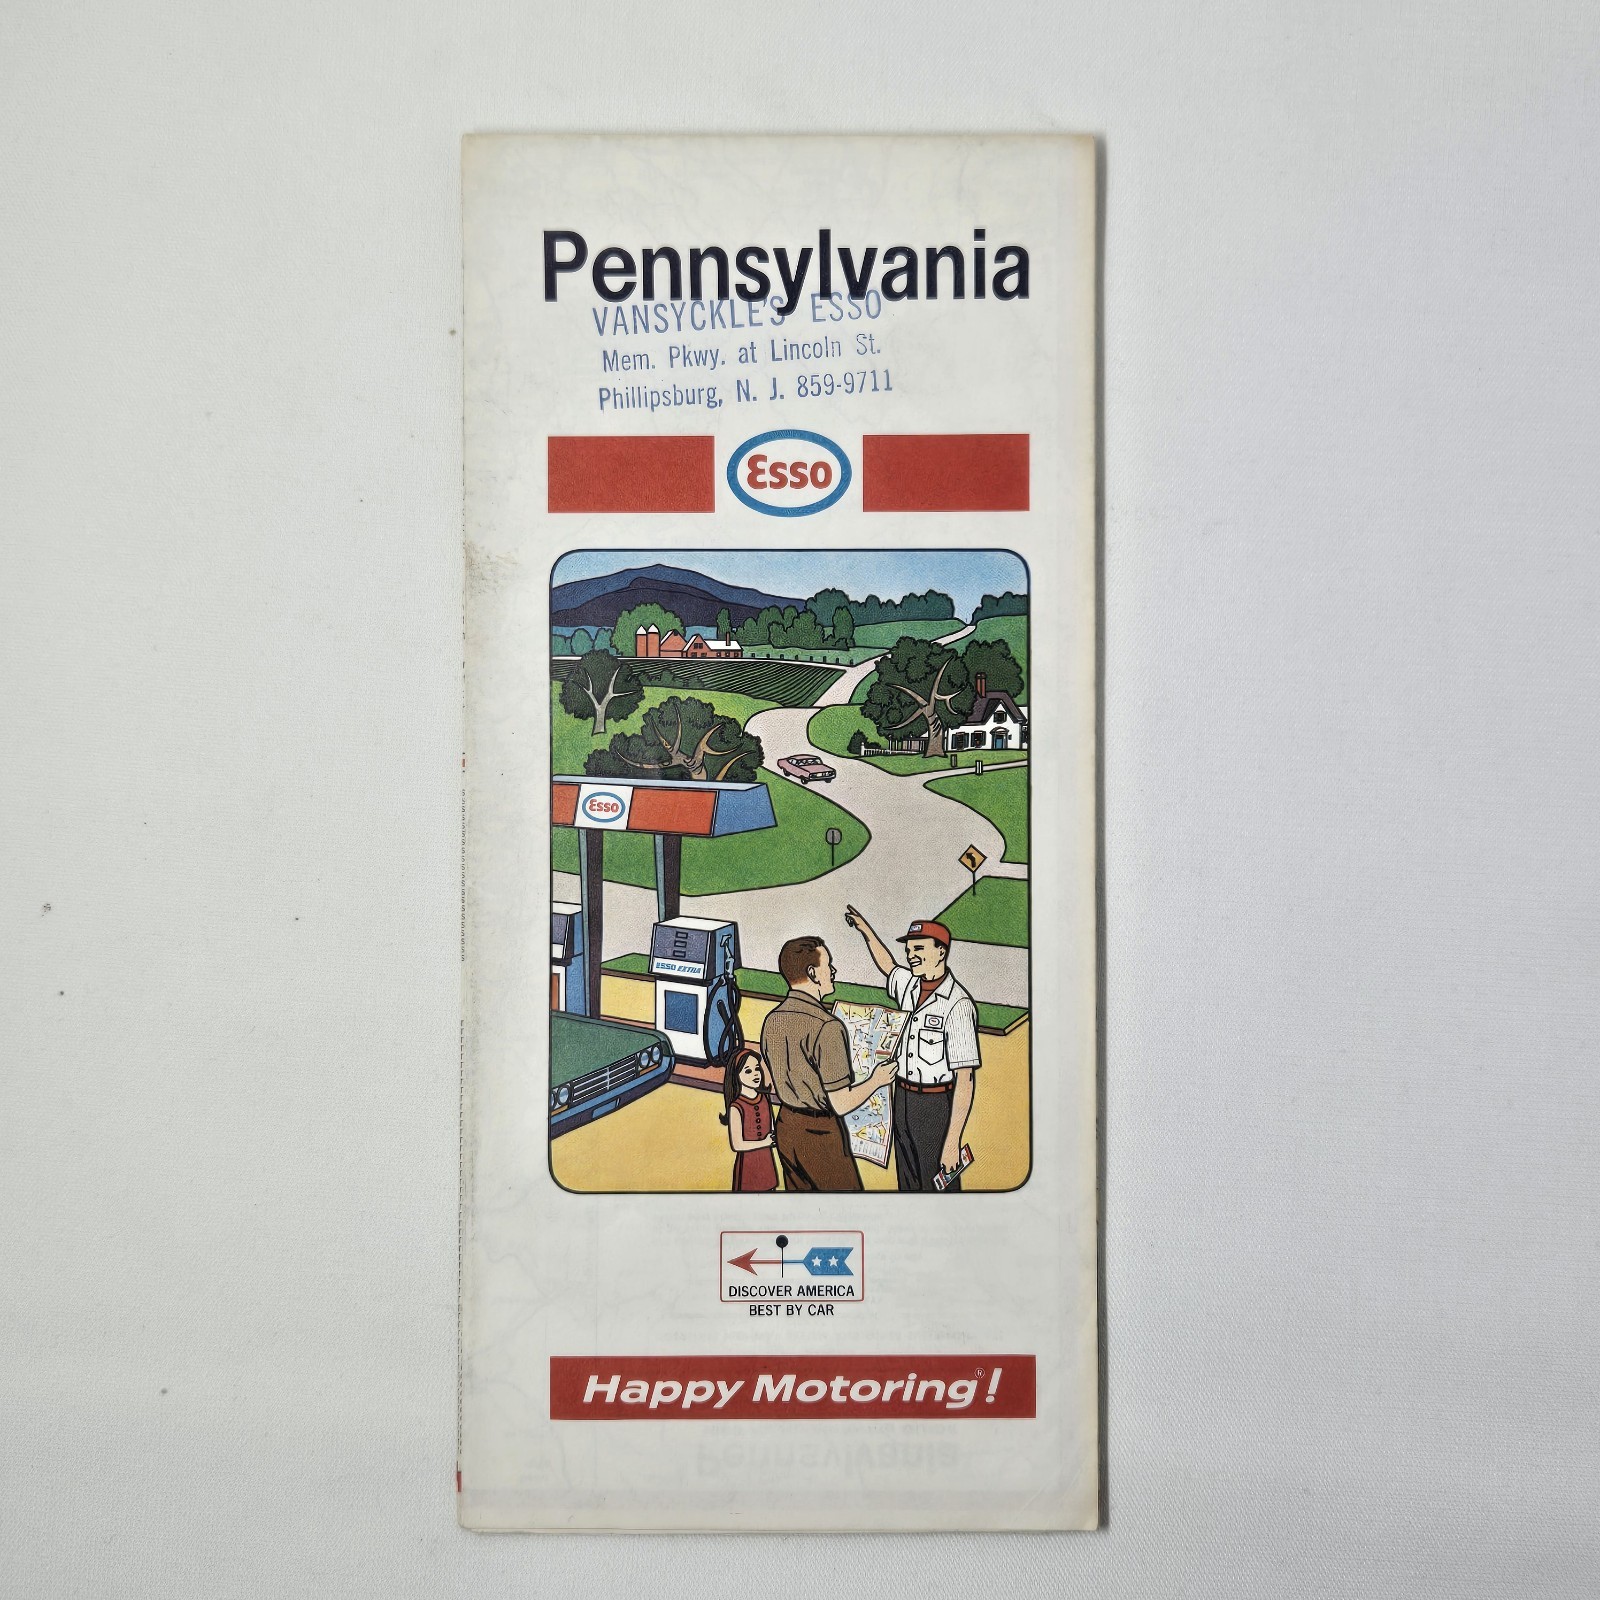 Pennsylvania
VANSYCKLE'S ESSO
Mem. Pkwy. at Lincoln St.
Phillipsburg, N. J. 859-9711
Esso
Esso
ESSO EXTRA
DISCOVER AMERICA
BEST BY CAR
Happy Motoring®!